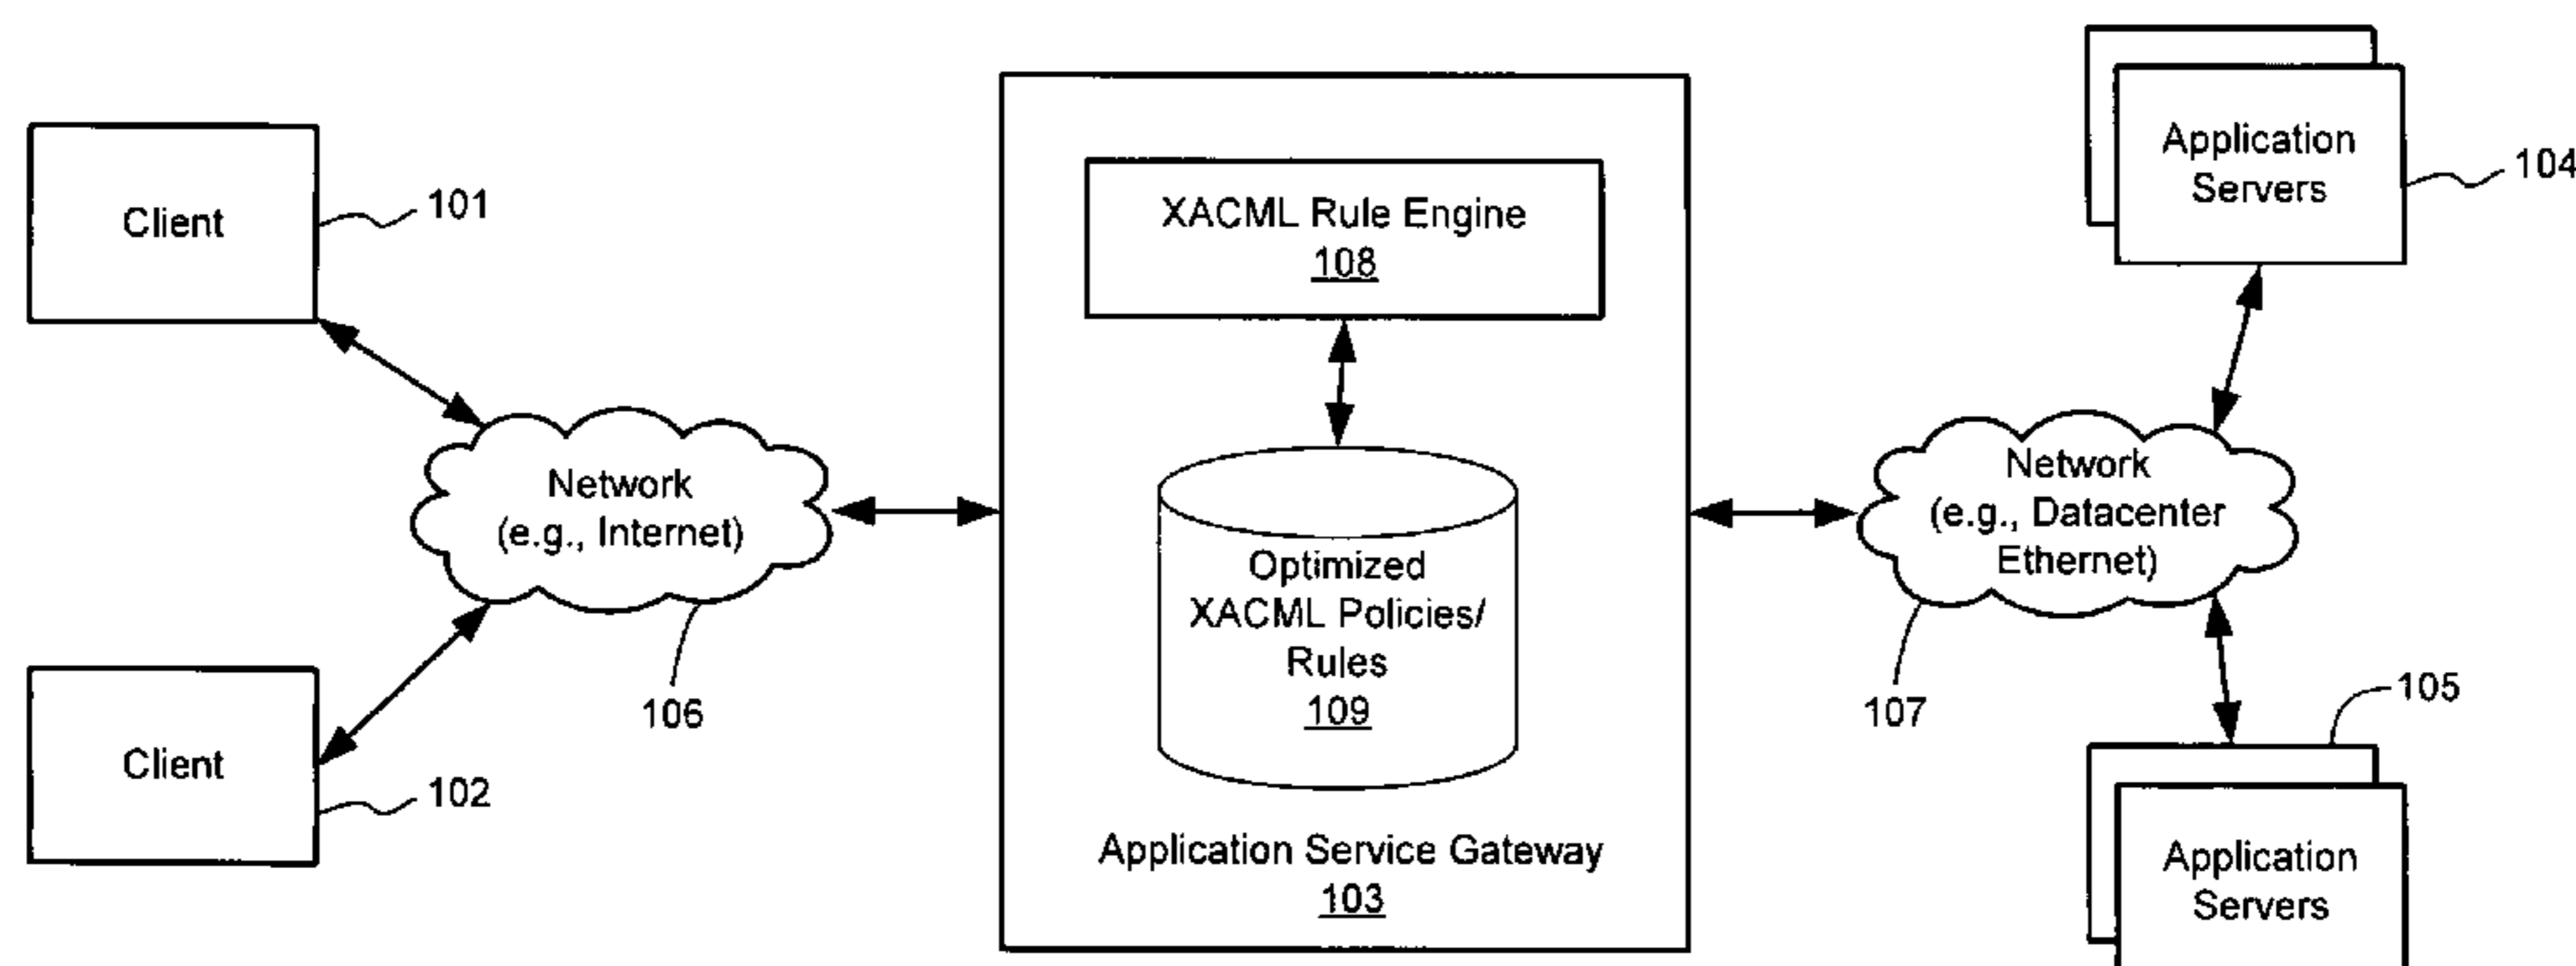 Client
101
Client
102
Network
(e.g., Internet)
106
XACML Rule Engine
108
Optimized
XACML Policies/
Rules
109
Application Service Gateway
103
Network
(e.g., Datacenter
Ethernet)
107
Application
Servers
104
105
Application
Servers